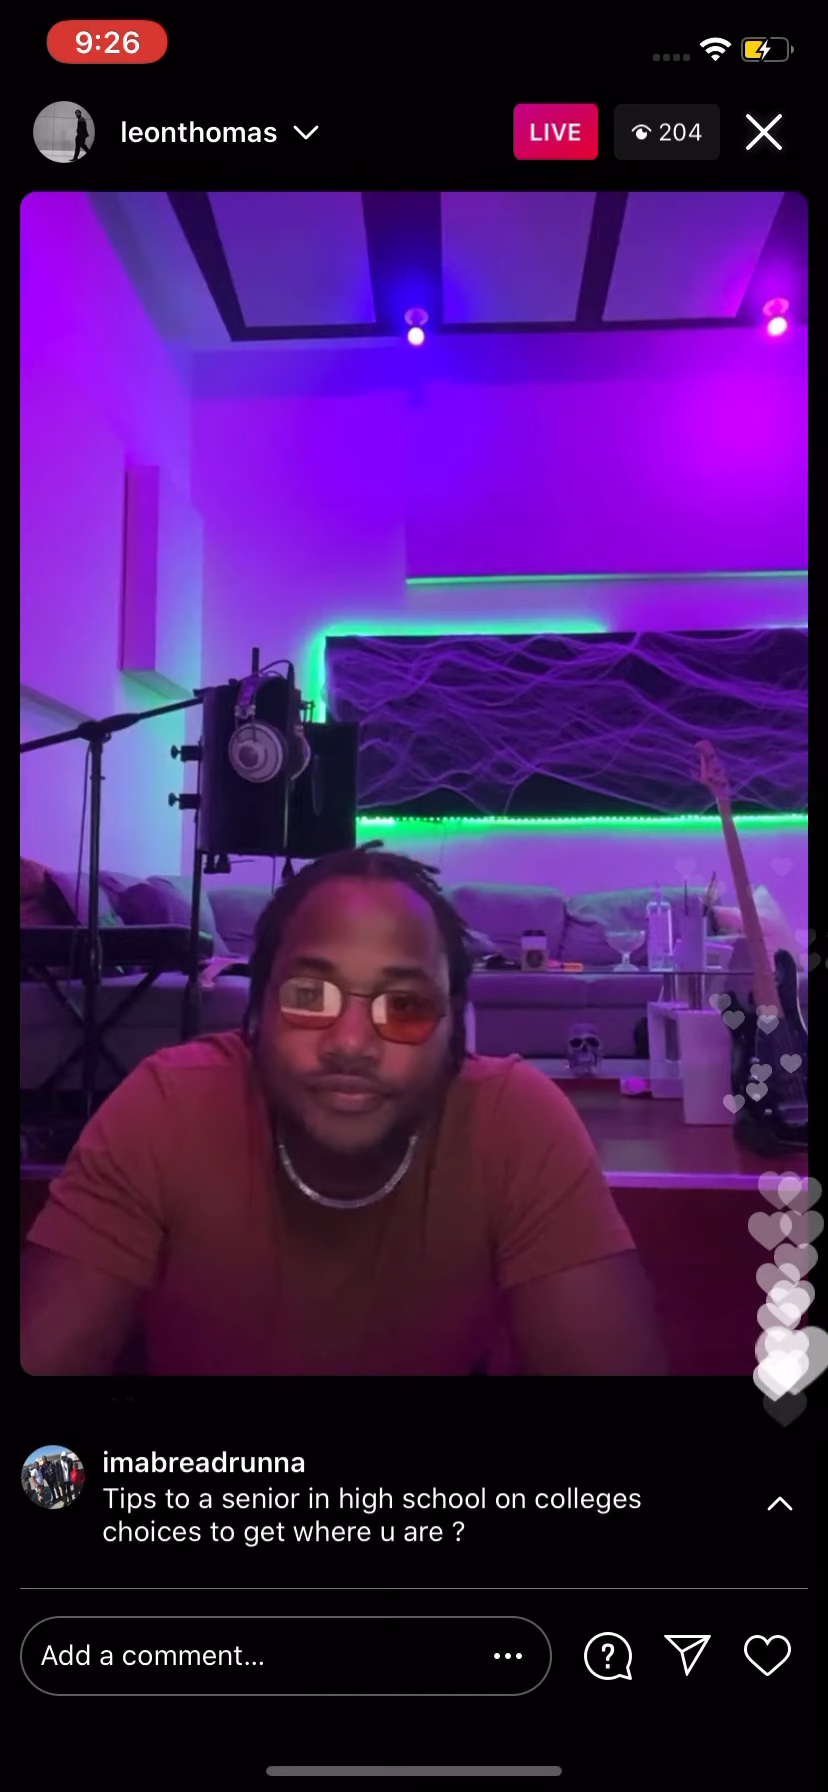 9:26
leonthomas
LIVE
204
imabreadrunna
Tips to a senior in high school on colleges
choices to get where u are ?
Add a comment...